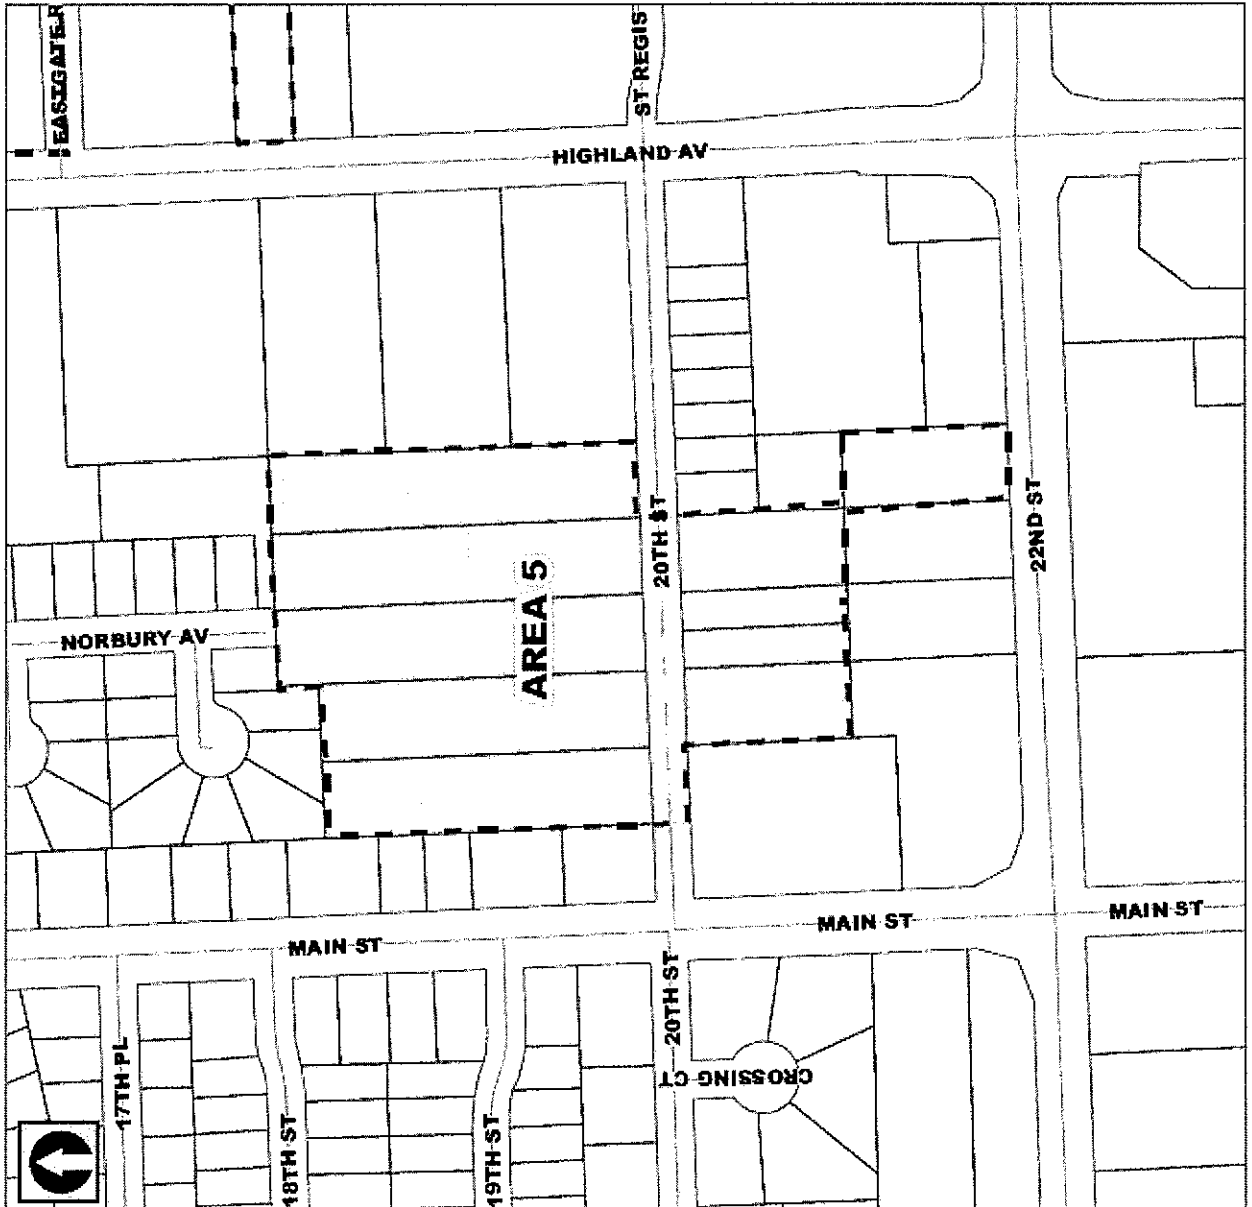 EASTGATE R
ST REGIS
HIGHLAND AV
20TH ST
22ND ST
AREA 5
NORBURY AV
MAIN ST
MAIN ST
MAIN ST
20TH ST
17TH PL
CROSSING CT
18TH ST
19TH ST